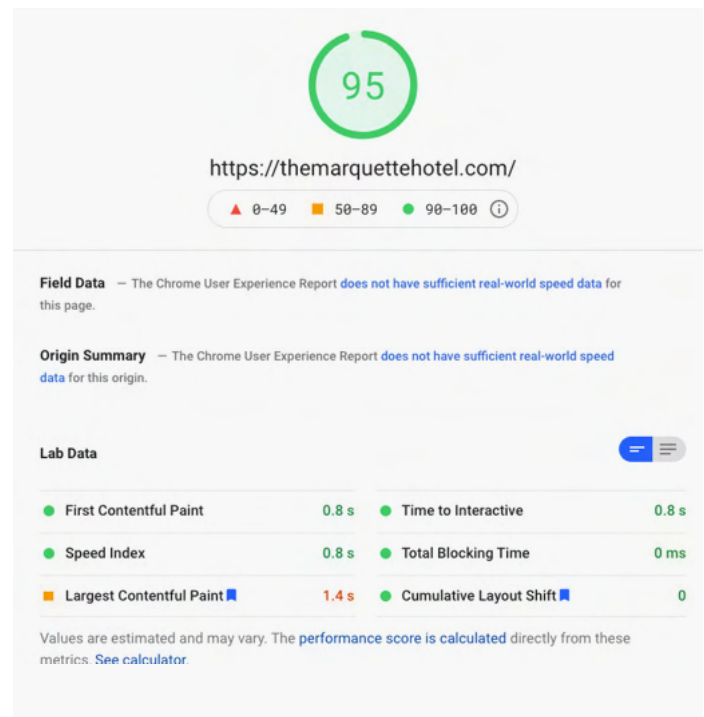 95
https://themarquettehotel.com/
0–49 50–89 90–100
Field Data — The Chrome User Experience Report does not have sufficient real-world speed data for
this page.
Origin Summary — The Chrome User Experience Report does not have sufficient real-world speed
data for this origin.
Lab Data
First Contentful Paint 0.8 s
Time to Interactive 0.8 s
Speed Index 0.8 s
Total Blocking Time 0 ms
Largest Contentful Paint 1.4 s
Cumulative Layout Shift 0
Values are estimated and may vary. The performance score is calculated directly from these
metrics. See calculator.